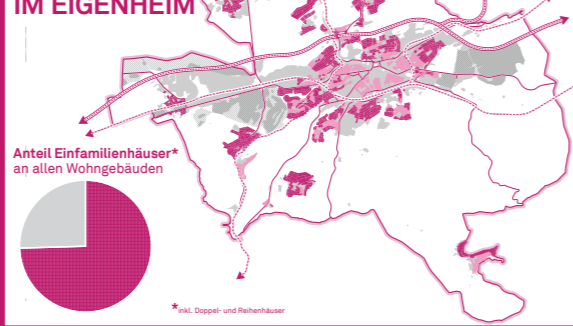 IM EIGENHEIM
Anteil Einfamilienhäuser*
an allen Wohngebäuden
*inkl. Doppel- und Reihenhäuser